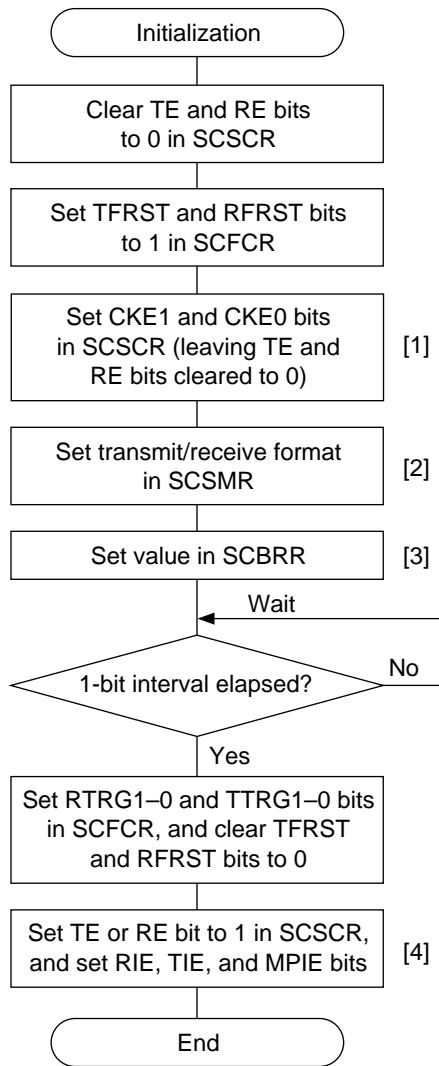 Initialization
Clear TE and RE bits
to 0 in SCSCR
Set TFRST and RFRST bits
to 1 in SCFCR
Set CKE1 and CKE0 bits
in SCSCR (leaving TE and
RE bits cleared to 0)
[1]
Set transmit/receive format
in SCSMR
[2]
Set value in SCBRR
[3]
Wait
1-bit interval elapsed?
No
Yes
Set RTRG1–0 and TTRG1–0 bits
in SCFCR, and clear TFRST
and RFRST bits to 0
Set TE or RE bit to 1 in SCSCR,
and set RIE, TIE, and MPIE bits
[4]
End